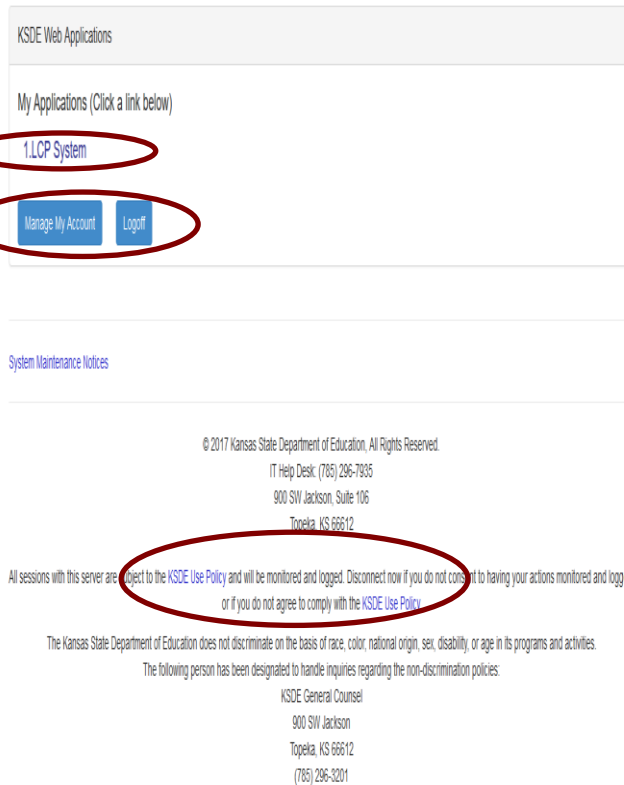 KSDE Web Applications
My Applications (Click a link below)
1.LCP System
Manage My Account Logoff
System Maintenance Notices
© 2017 Kansas State Department of Education, All Rights Reserved.
IT Help Desk: (785) 296-7935
900 SW Jackson, Suite 106
Topeka, KS 66612
All sessions with this server are subject to the KSDE Use Policy and will be monitored and logged. Disconnect now if you do not consent to having your actions monitored and logg
or if you do not agree to comply with the KSDE Use Policy
The Kansas State Department of Education does not discriminate on the basis of race, color, national origin, sex, disability, or age in its programs and activities.
The following person has been designated to handle inquiries regarding the non-discrimination policies:
KSDE General Counsel
900 SW Jackson
Topeka, KS 66612
(785) 296-3201